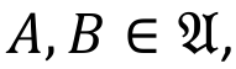 𝐴, 𝐵 ∈ 𝔄,